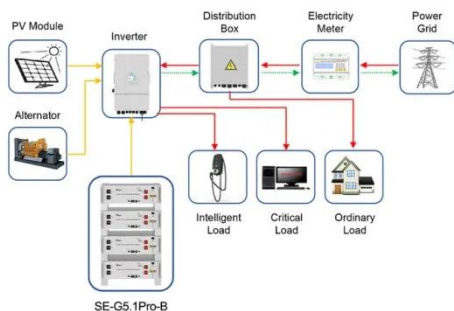 PV Module
Inverter
Distribution
Box
Electricity
Meter
Power
Grid
Alternator
Intelligent
Load
Critical
Load
Ordinary
Load
SE-G5.1Pro-B